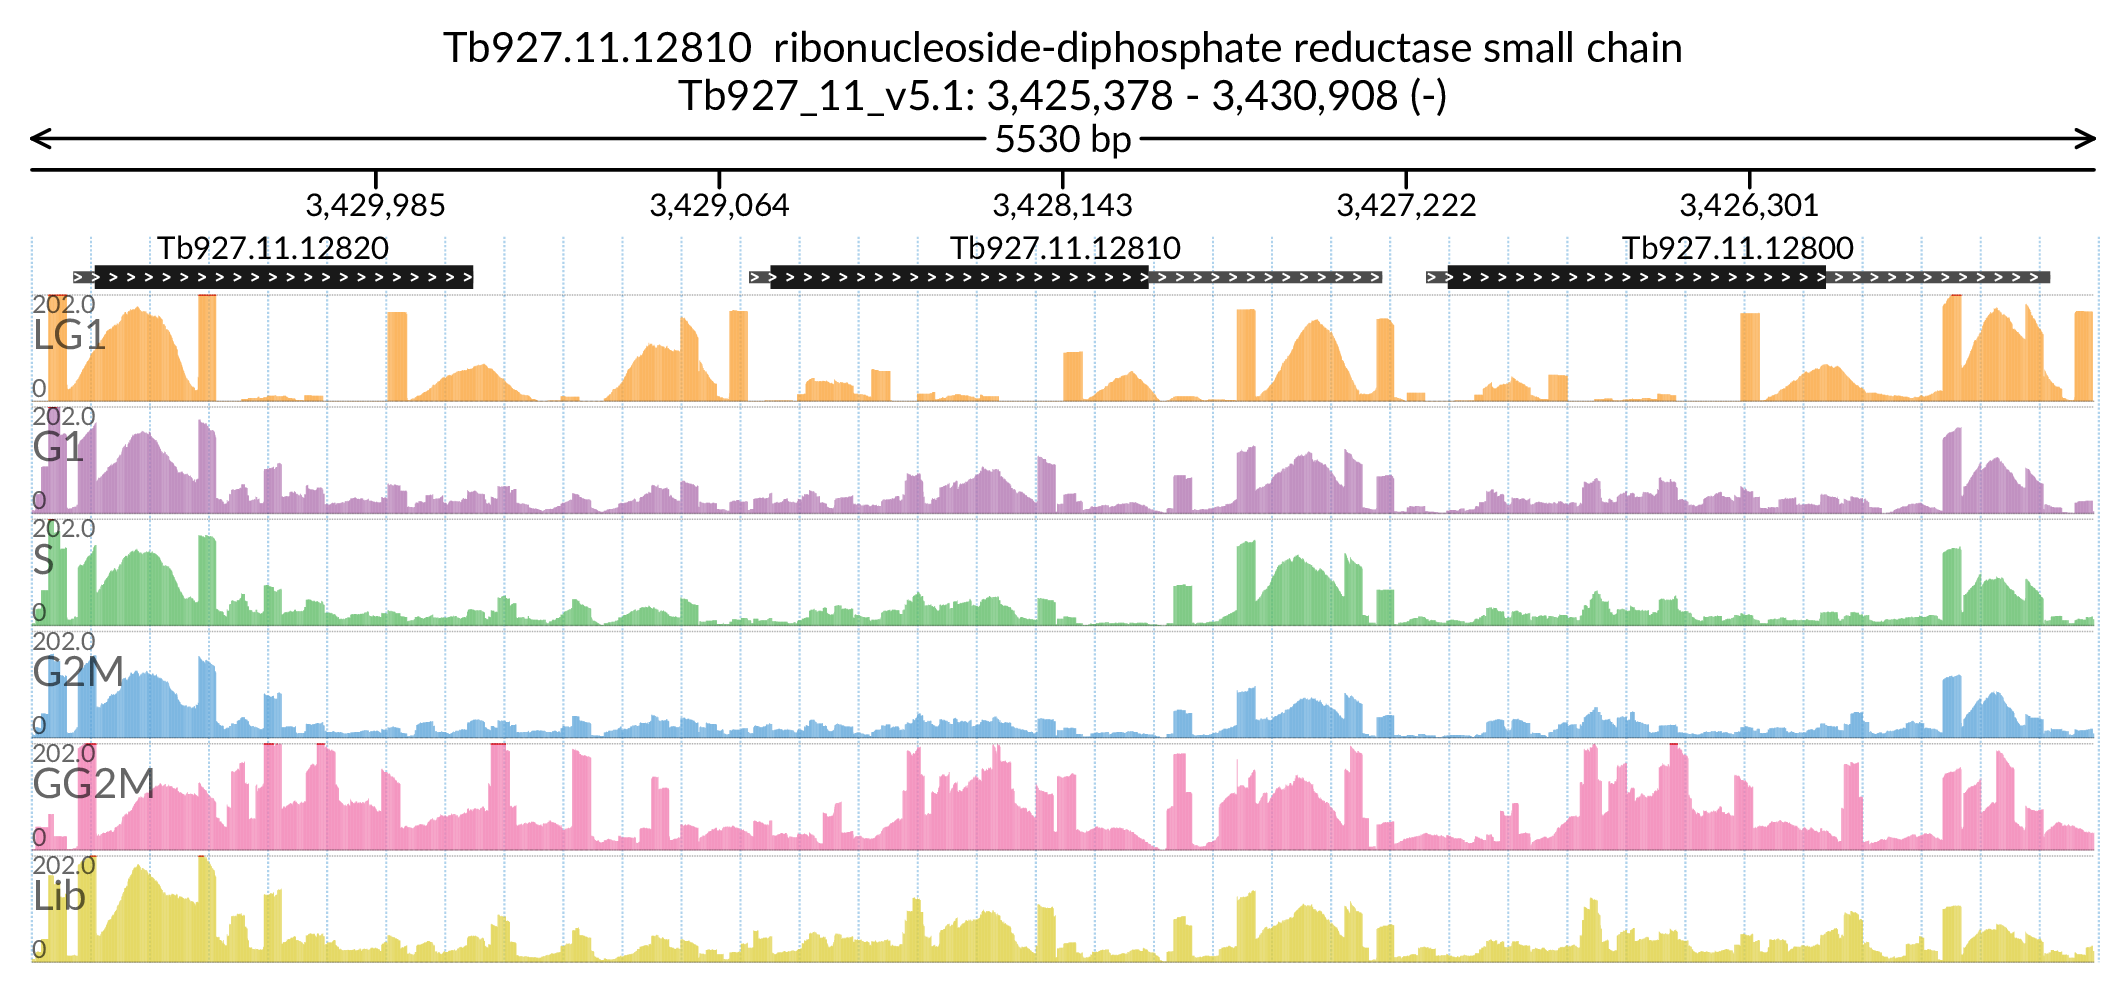 Tb927.11.12810  ribonucleoside-diphosphate reductase small chain
Tb927_11_v5.1: 3,425,378 - 3,430,908 (-)
5530 bp
3,429,985 3,429,064 3,428,143 3,427,222 3,426,301
Tb927.11.12820 Tb927.11.12810 Tb927.11.12800
202.0
LG1
0
202.0
G1
0
202.0
S
0
202.0
G2M
0
202.0
GG2M
0
202.0
Lib
0